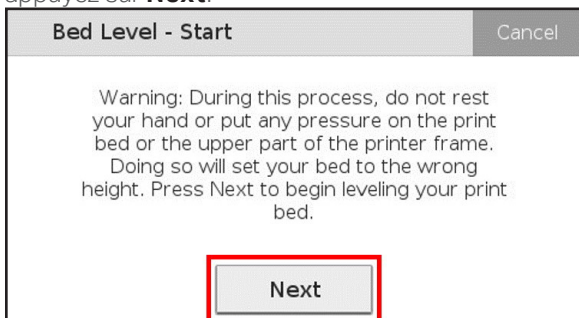 appuyez sur Next.
Bed Level - Start
Cancel
Warning: During this process, do not rest
your hand or put any pressure on the print
bed or the upper part of the printer frame.
Doing so will set your bed to the wrong
height. Press Next to begin leveling your print
bed.
Next